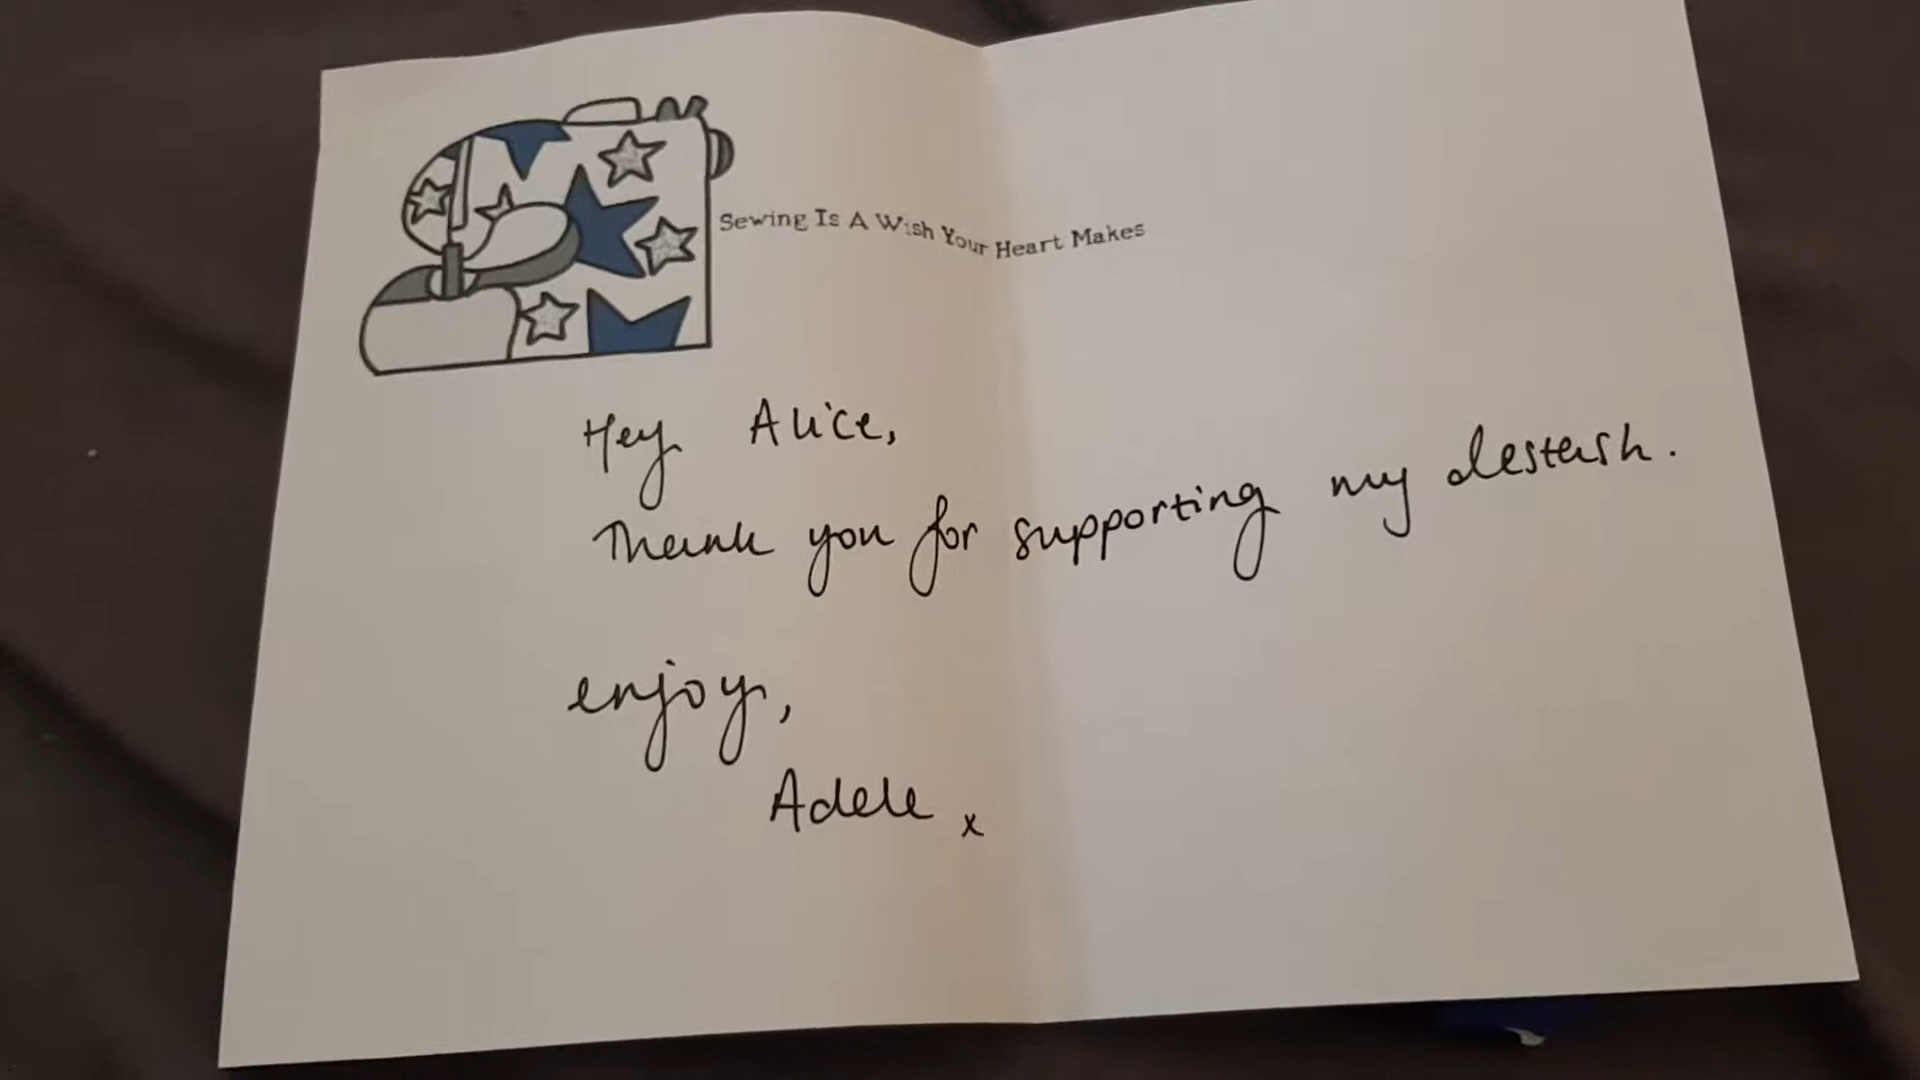 Sewing Is A Wish Your Heart Makes
Hey Alice,
Thank you for supporting my destash.
enjoy,
Adele x